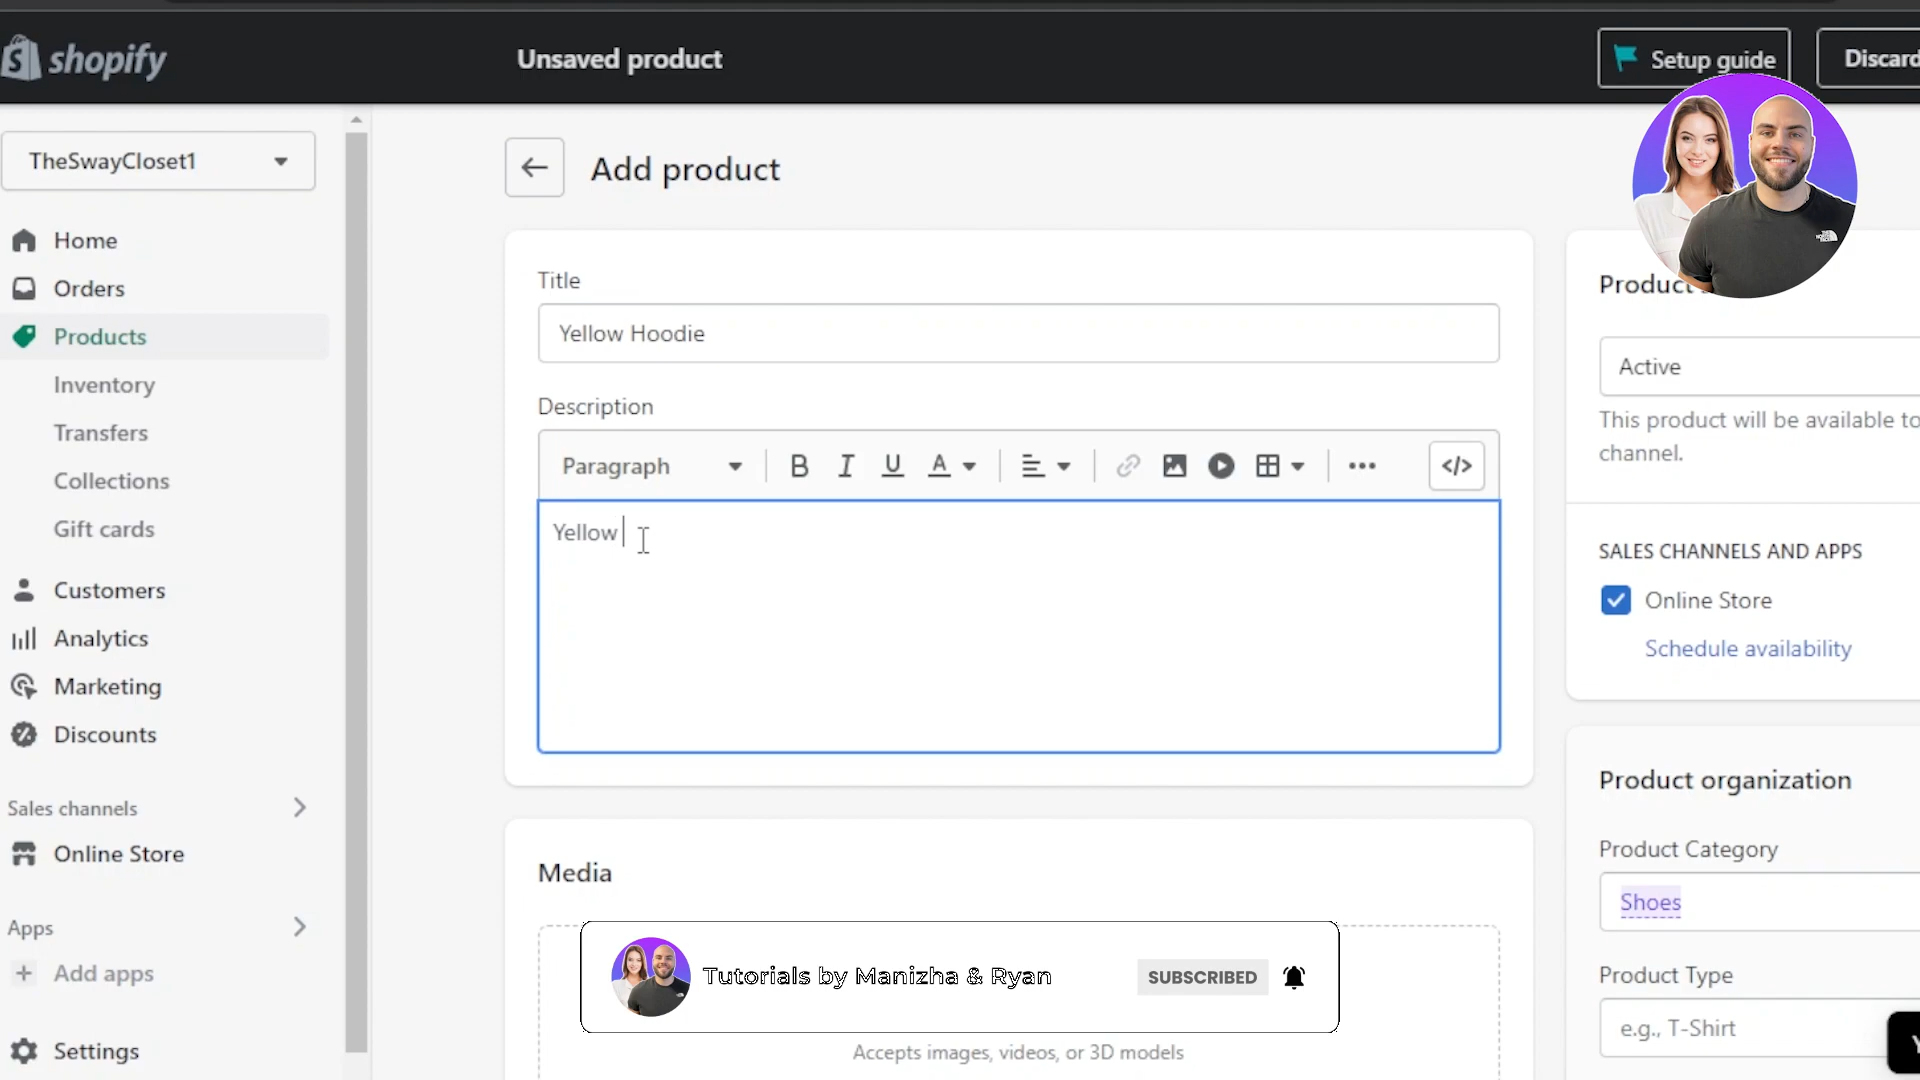 shopify
Unsaved product
Setup guide
Discard
TheSwayCloset1
Home
Orders
Products
Inventory
Transfers
Collections
Gift cards
Customers
Analytics
Marketing
Discounts
Sales channels
Online Store
Apps
Add apps
Settings
Add product
Title
Yellow Hoodie
Description
Paragraph
B I U A
</>
Yellow
Media
Tutorials by Manizha & Ryan
SUBSCRIBED
Accepts images, videos, or 3D models
Product
Active
This product will be available to
channel.
SALES CHANNELS AND APPS
Online Store
Schedule availability
Product organization
Product Category
Shoes
Product Type
e.g., T-Shirt